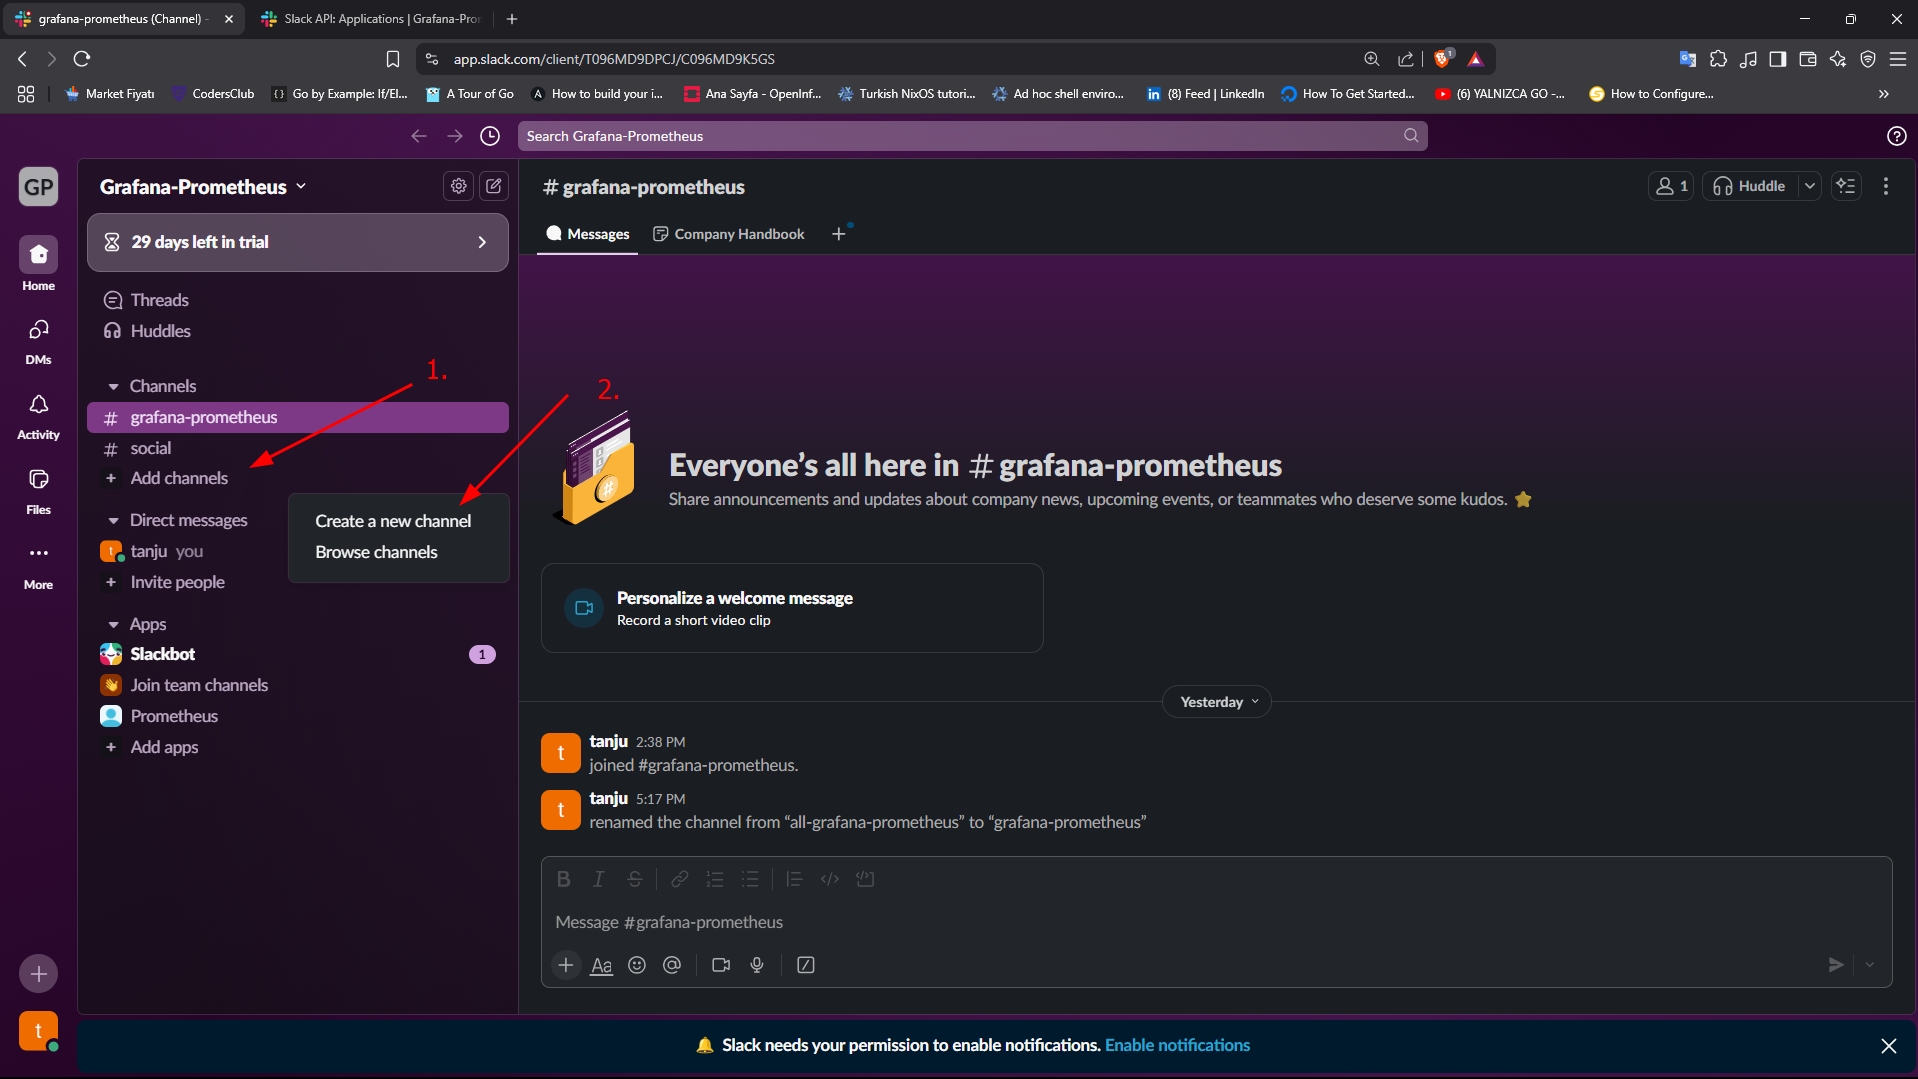 grafana-prometheus (Channel) -
Slack API: Applications | Grafana-Pro
app.slack.com/client/T096MD9DPCJ/C096MD9K5GS
1
Market Fiyatı
CodersClub
Go by Example: If/El...
A Tour of Go
How to build your i...
Ana Sayfa - OpenInf...
Turkish NixOS tutori...
Ad hoc shell enviro...
(8) Feed | LinkedIn
How To Get Started...
(6) YALNIZCA GO -...
How to Configure...
Search Grafana-Prometheus
GP
Home
DMs
Activity
Files
More
t
Grafana-Prometheus
29 days left in trial
Threads
Huddles
Channels
# grafana-prometheus
# social
+ Add channels
1.
2.
Create a new channel
Browse channels
Direct messages
t tanju you
+ Invite people
Apps
Slackbot 1
Join team channels
Prometheus
+ Add apps
# grafana-prometheus
1
Huddle
Messages
Company Handbook
Everyone’s all here in # grafana-prometheus
Share announcements and updates about company news, upcoming events, or teammates who deserve some kudos.
Personalize a welcome message
Record a short video clip
Yesterday
t
tanju 2:38 PM
joined #grafana-prometheus.
t
tanju 5:17 PM
renamed the channel from “all-grafana-prometheus” to “grafana-prometheus”
B I S
Message #grafana-prometheus
Aa
Slack needs your permission to enable notifications. Enable notifications